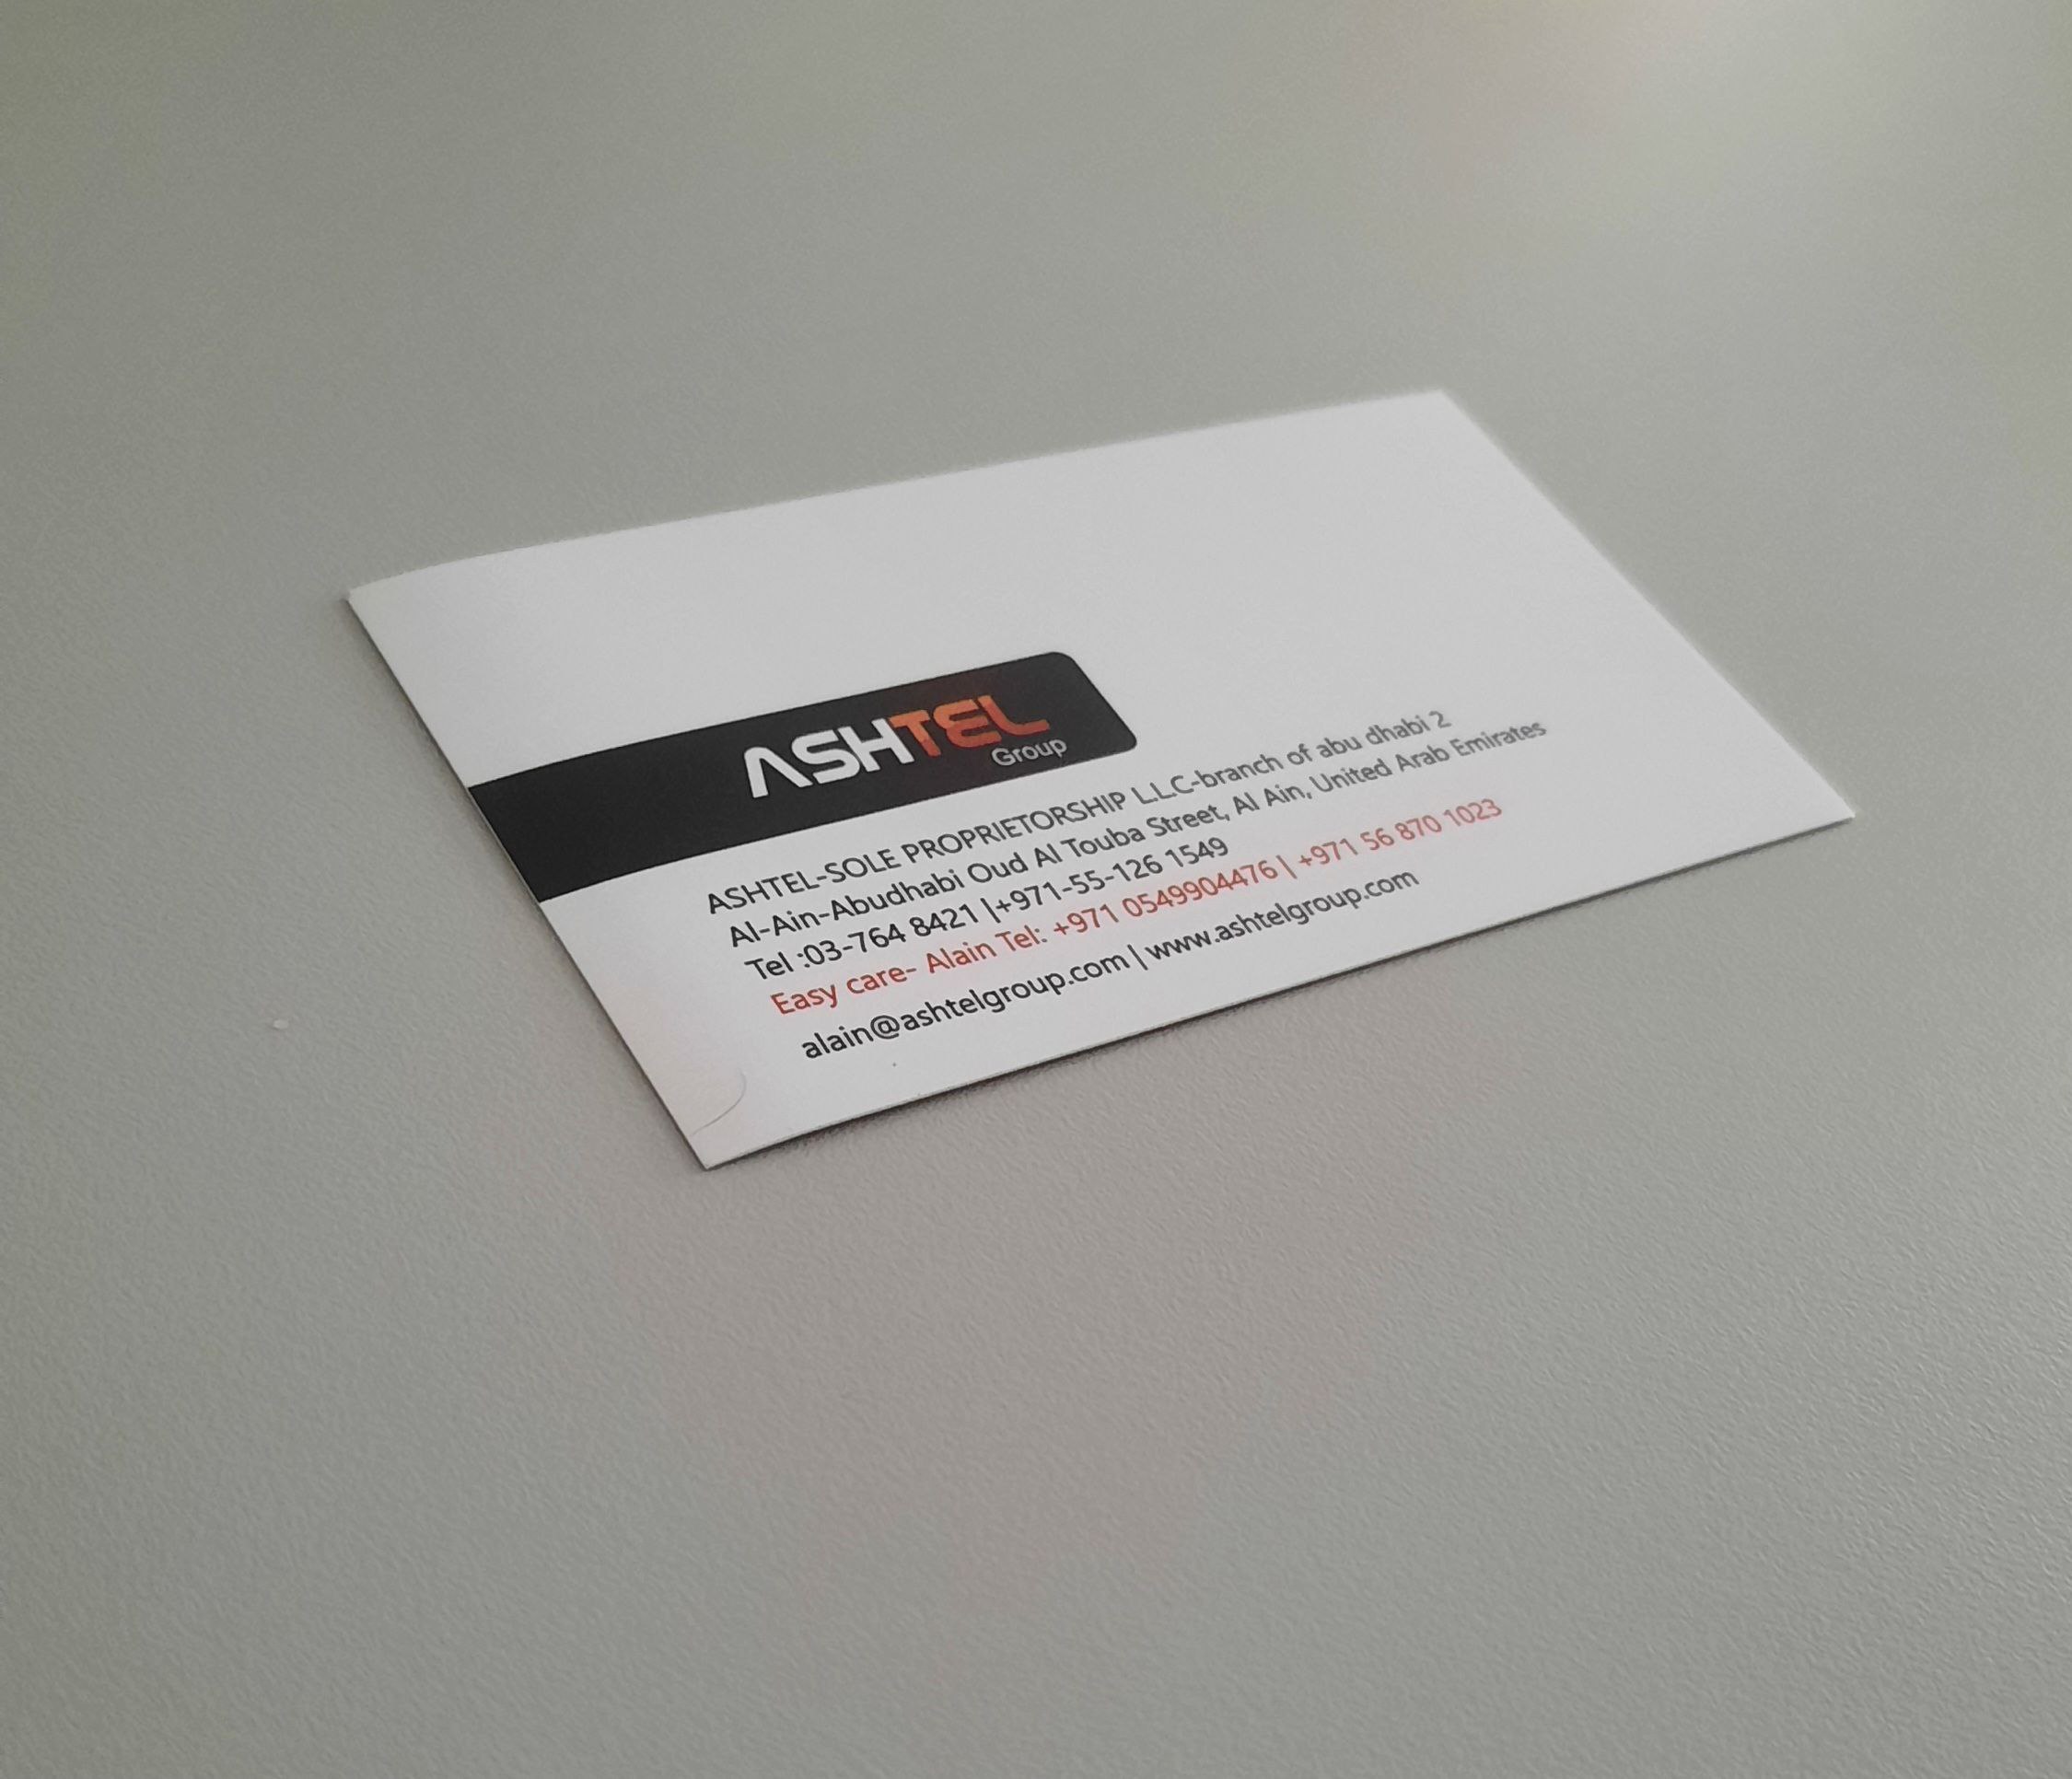 ASHTEL
Group
ASHTEL-SOLE PROPRIETORSHIP L.L.C-branch of abu dhabi 2
Al-Ain-Abudhabi Oud Al Touba Street, Al Ain, United Arab Emirates
Tel :03-764 8421 |+971-55-126 1549
Easy care- Alain Tel: +971 0549904476 | +971 56 870 1023
alain@ashtelgroup.com | www.ashtelgroup.com